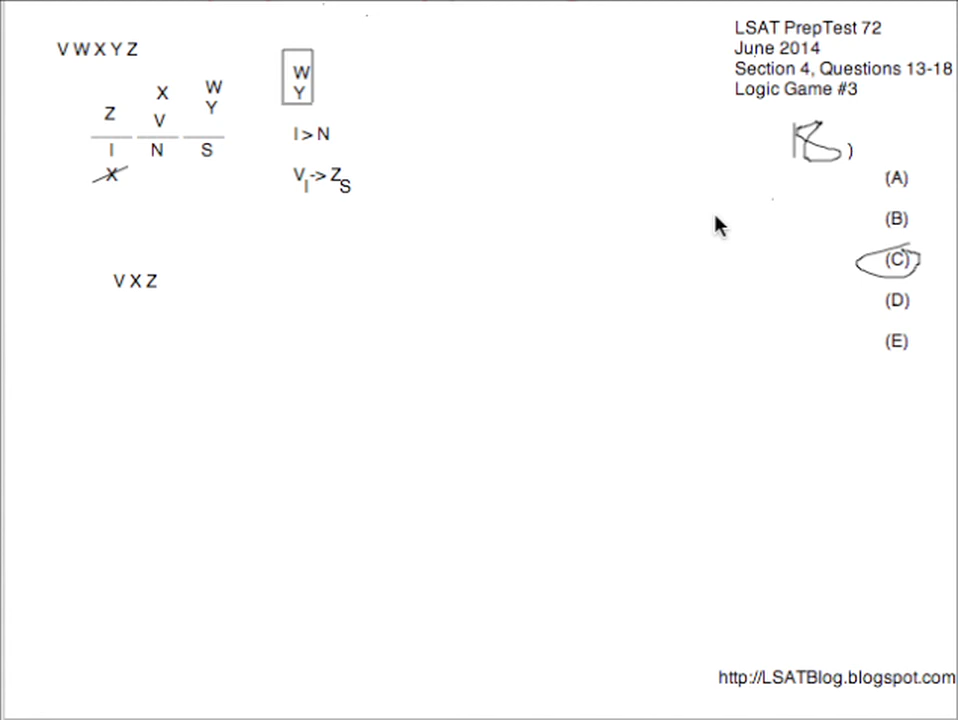 LSAT PrepTest 72
June 2014
Section 4, Questions 13-18
Logic Game #3
V W X Y Z
W
Y
X W
Z V Y
I N S
X
I > N
V I -> Z S
V X Z
)
(A)
(B)
(C)
(D)
(E)
http://LSATBlog.blogspot.com